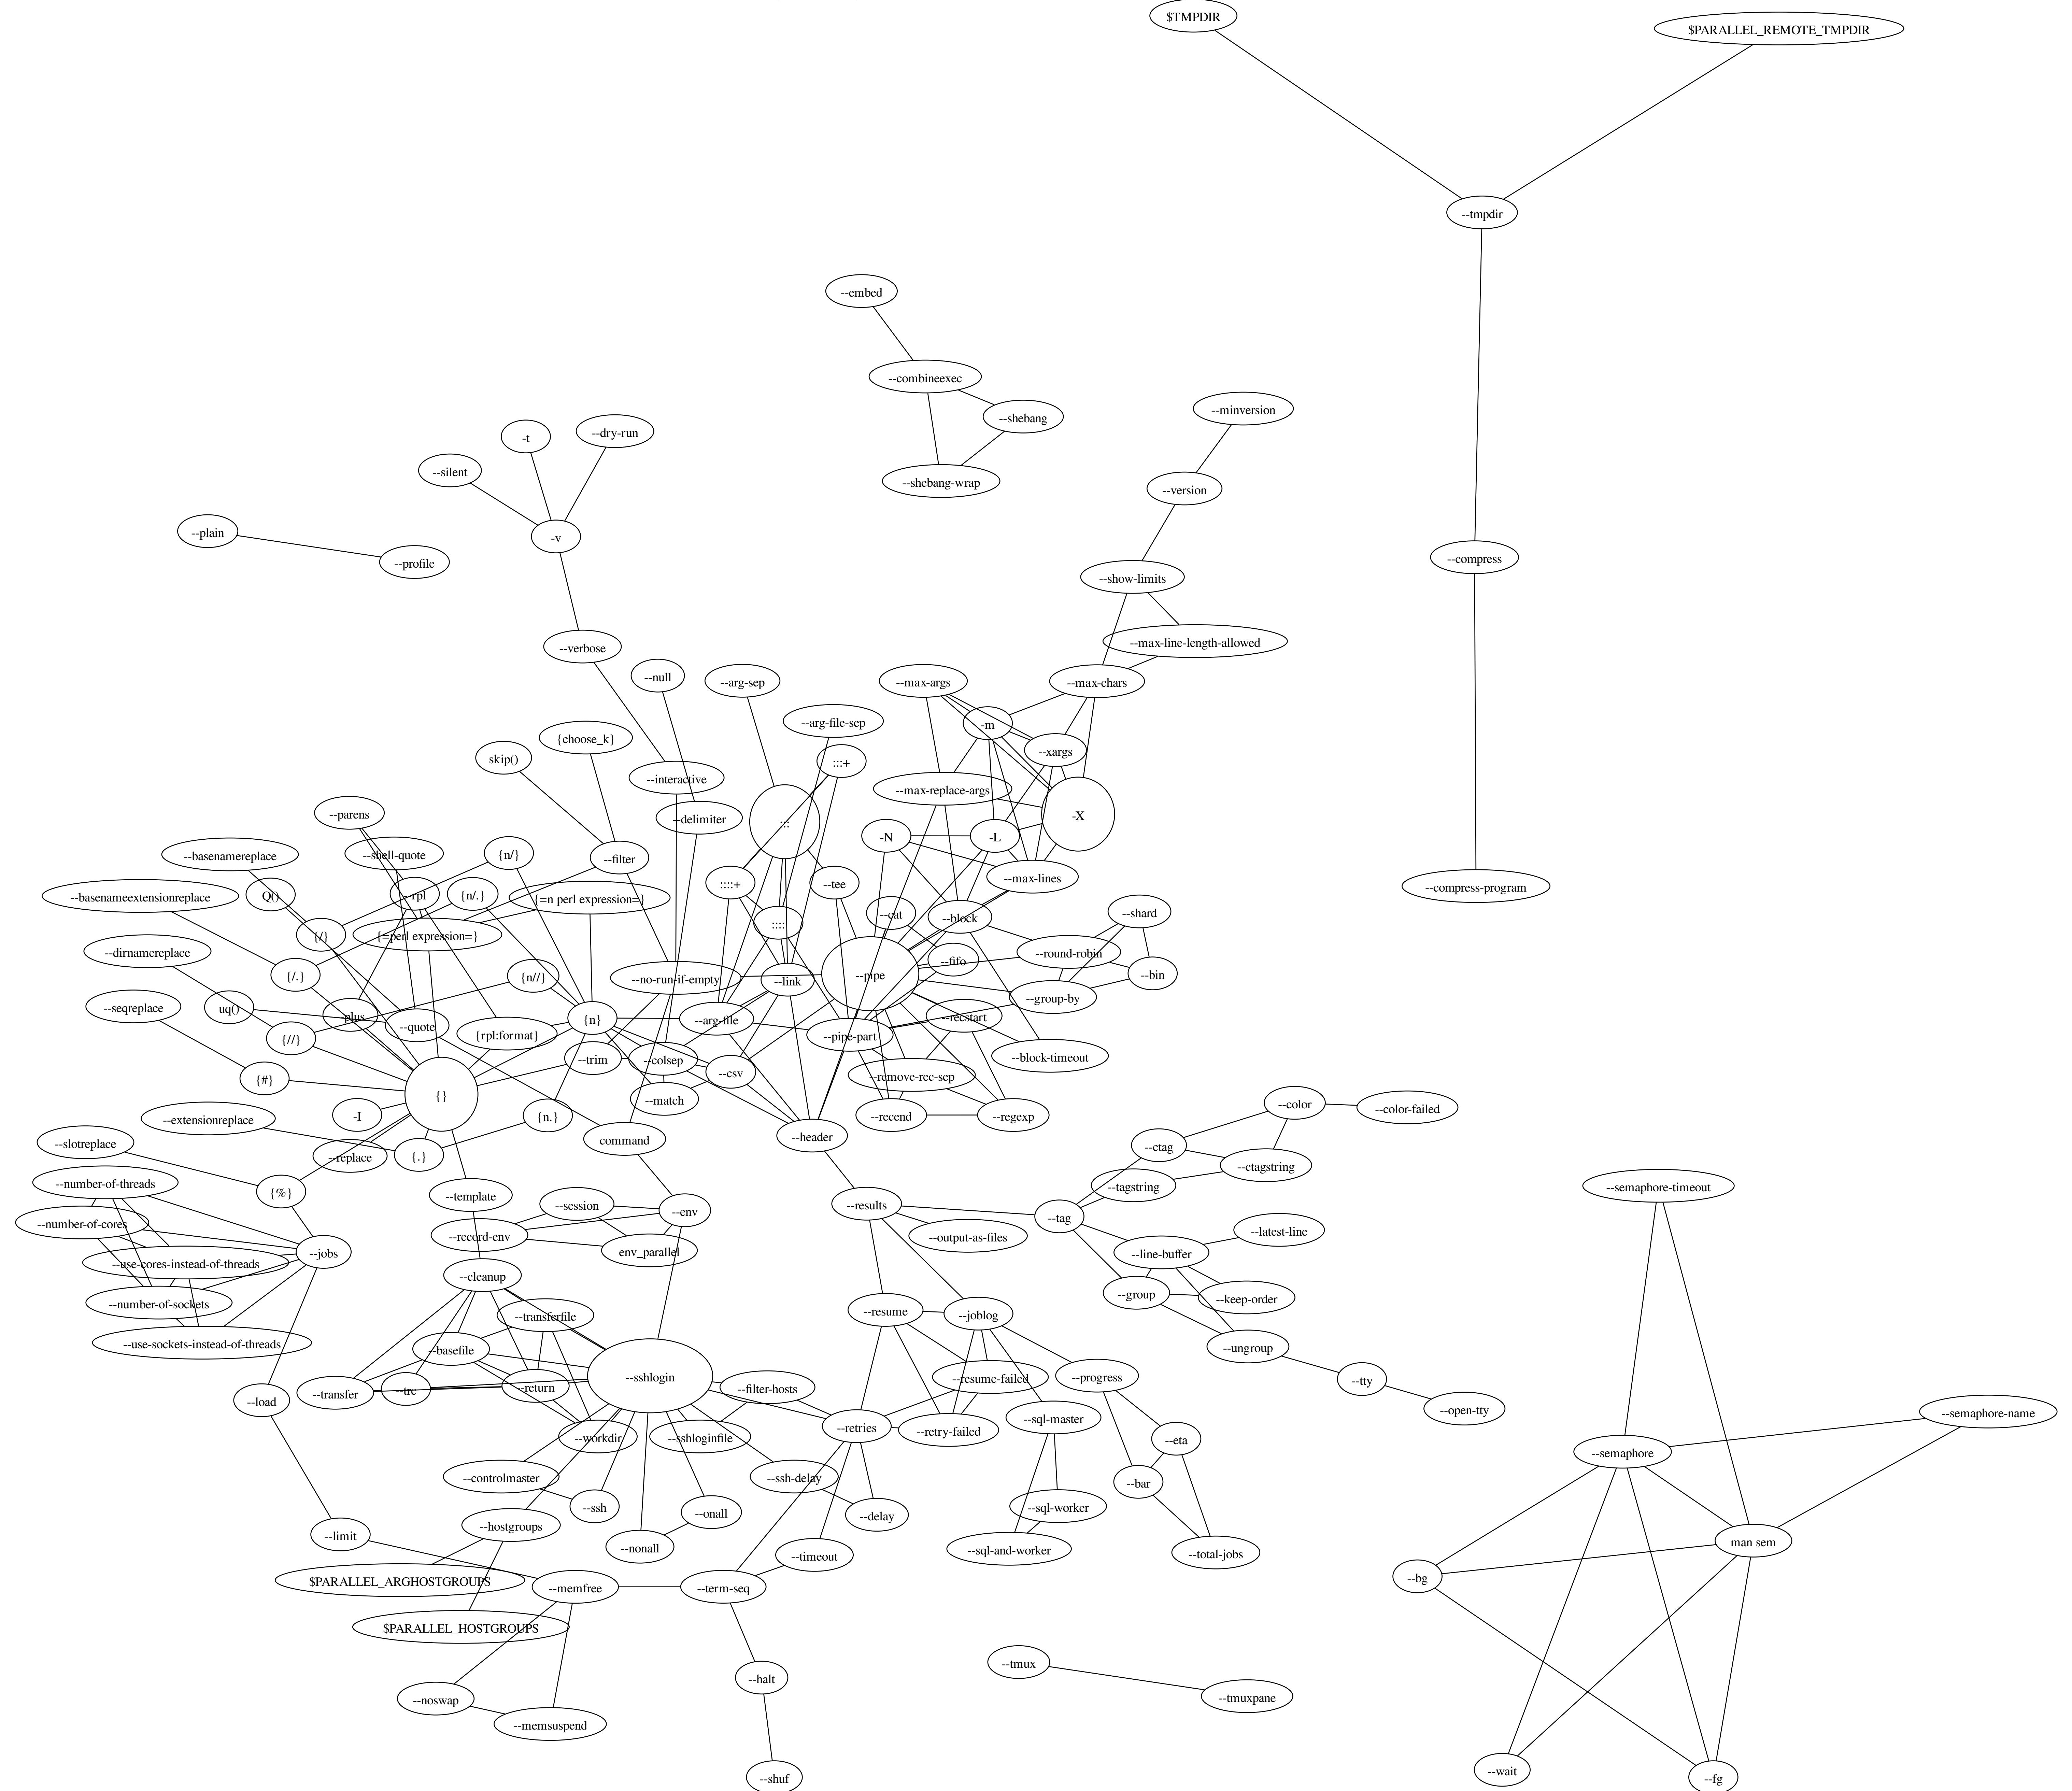 $TMPDIR
$PARALLEL_REMOTE_TMPDIR
--tmpdir
--embed
--combineexec
--minversion
--shebang
--dry-run
-t
--silent
--shebang-wrap
--version
--plain
-v
--compress
--profile
--show-limits
--max-line-length-allowed
--verbose
--null
--arg-sep
--max-args
--max-chars
--arg-file-sep
-m
{choose_k}
--xargs
skip()
:::+
--interactive
--max-replace-args
--parens
--delimiter
:::
-X
-N
-L
--basenamereplace
--shell-quote
{n/}
--filter
--max-lines
::::+
--tee
--compress-program
--basenameextensionreplace
Q()
--rpl
{n/.}
{=n perl expression=}
--cat
--block
--shard
::::
{/}
{=perl expression=}
--dirnamereplace
--round-robin
--fifo
{/.}
{n//}
--no-run-if-empty
--pipe
--link
--bin
--group-by
--seqreplace
uq()
--plus
--quote
{n}
--arg-file
--recstart
{//}
{rpl:format}
--pipe-part
--trim
--colsep
--block-timeout
{#}
--csv
--remove-rec-sep
{}
--match
-I
{n.}
--recend
--regexp
--color
--color-failed
--extensionreplace
command
--header
--slotreplace
--replace
{.}
--ctag
--ctagstring
--number-of-threads
{%}
--template
--session
--results
--tagstring
--semaphore-timeout
--env
--tag
--number-of-cores
--record-env
--output-as-files
--latest-line
--jobs
env_parallel
--line-buffer
--use-cores-instead-of-threads
--cleanup
--number-of-sockets
--transferfile
--resume
--joblog
--group
--keep-order
--use-sockets-instead-of-threads
--basefile
--ungroup
--sshlogin
--transfer
--trc
--return
--filter-hosts
--resume-failed
--progress
--tty
--load
--open-tty
--semaphore-name
--workdir
--sshloginfile
--retries
--retry-failed
--sql-master
--eta
--semaphore
--controlmaster
--ssh-delay
--bar
--ssh
--onall
--delay
--sql-worker
--hostgroups
--limit
--nonall
--timeout
--sql-and-worker
--total-jobs
man sem
$PARALLEL_ARGHOSTGROUPS
--memfree
--term-seq
--bg
$PARALLEL_HOSTGROUPS
--tmux
--halt
--noswap
--tmuxpane
--memsuspend
--wait
--shuf
--fg